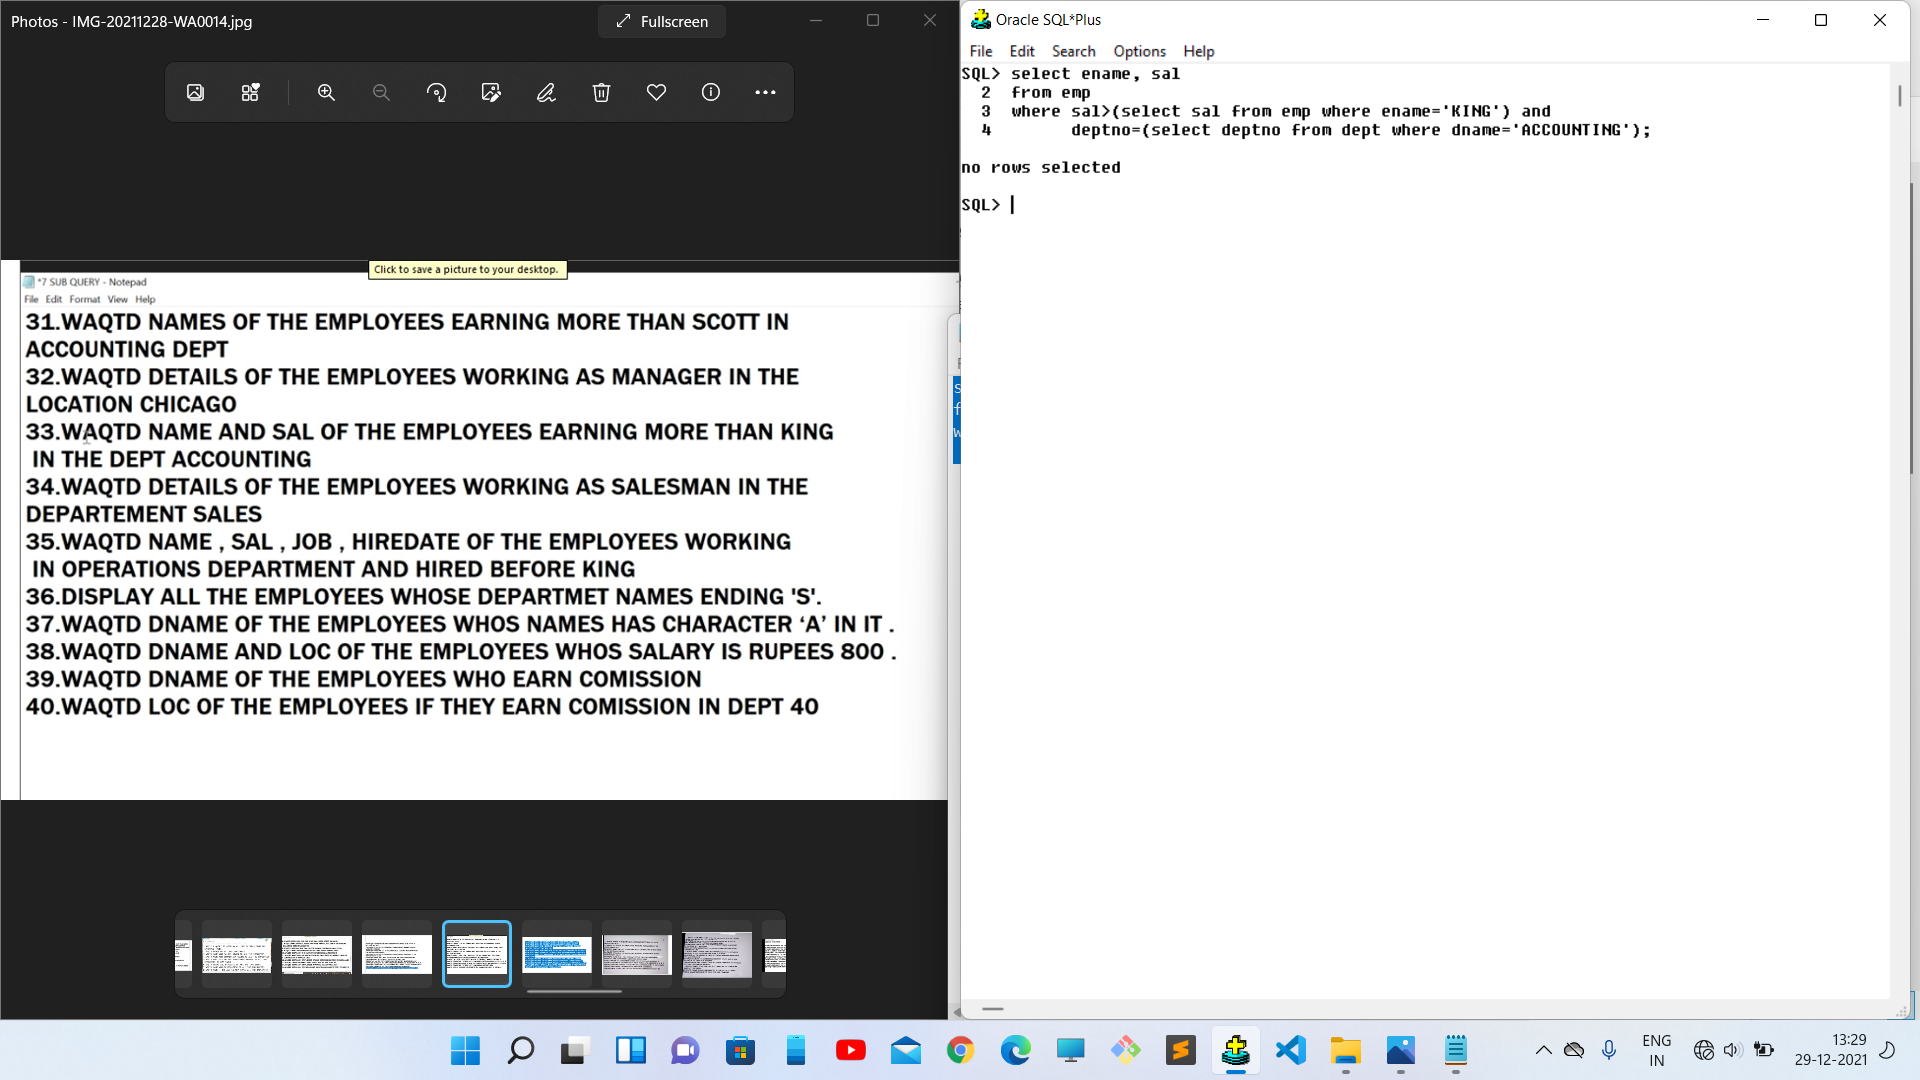 Photos - IMG-20211228-WA0014.jpg
Fullscreen
Click to save a picture to your desktop.
*7 SUB QUERY - Notepad
File Edit Format View Help
31.WAQTD NAMES OF THE EMPLOYEES EARNING MORE THAN SCOTT IN
ACCOUNTING DEPT
32.WAQTD DETAILS OF THE EMPLOYEES WORKING AS MANAGER IN THE
LOCATION CHICAGO
33.WAQTD NAME AND SAL OF THE EMPLOYEES EARNING MORE THAN KING
IN THE DEPT ACCOUNTING
34.WAQTD DETAILS OF THE EMPLOYEES WORKING AS SALESMAN IN THE
DEPARTEMENT SALES
35.WAQTD NAME , SAL , JOB , HIREDATE OF THE EMPLOYEES WORKING
IN OPERATIONS DEPARTMENT AND HIRED BEFORE KING
36.DISPLAY ALL THE EMPLOYEES WHOSE DEPARTMET NAMES ENDING 'S'.
37.WAQTD DNAME OF THE EMPLOYEES WHOS NAMES HAS CHARACTER ‘A’ IN IT .
38.WAQTD DNAME AND LOC OF THE EMPLOYEES WHOS SALARY IS RUPEES 800 .
39.WAQTD DNAME OF THE EMPLOYEES WHO EARN COMISSION
40.WAQTD LOC OF THE EMPLOYEES IF THEY EARN COMISSION IN DEPT 40
Oracle SQL*Plus
File Edit Search Options Help
SQL> select ename, sal
2 from emp
3 where sal>(select sal from emp where ename='KING') and
4 deptno=(select deptno from dept where dname='ACCOUNTING');
no rows selected
SQL>
ENG
IN
13:29
29-12-2021